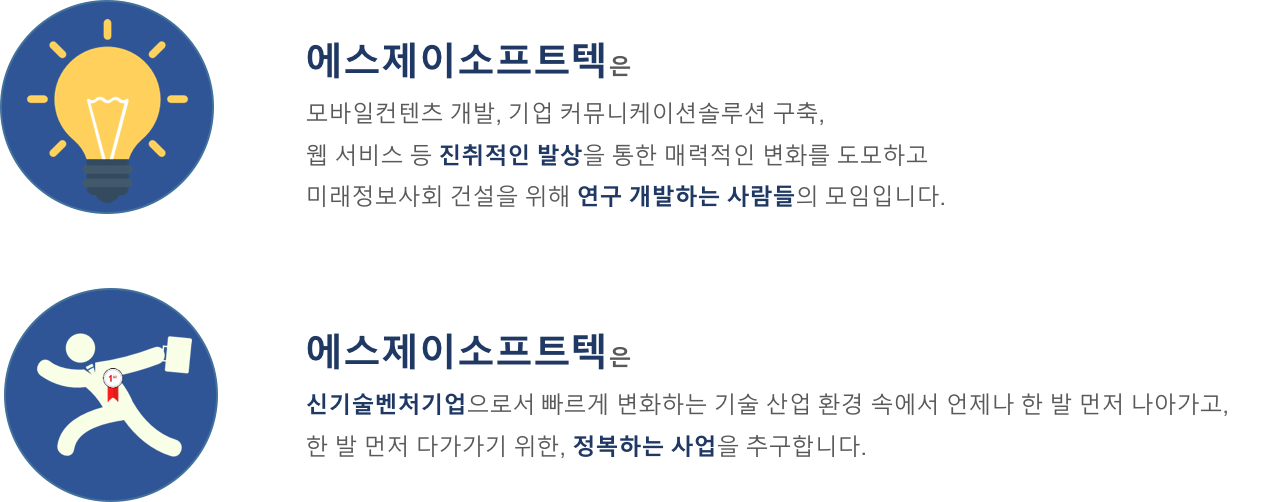 에스제이소프트텍은
모바일컨텐츠 개발, 기업 커뮤니케이션솔루션 구축,
웹 서비스 등 진취적인 발상을 통한 매력적인 변화를 도모하고
미래정보사회 건설을 위해 연구 개발하는 사람들의 모임입니다.
에스제이소프트텍은
1st
신기술벤처기업으로서 빠르게 변화하는 기술 산업 환경 속에서 언제나 한 발 먼저 나아가고,
한 발 먼저 다가가기 위한, 정복하는 사업을 추구합니다.